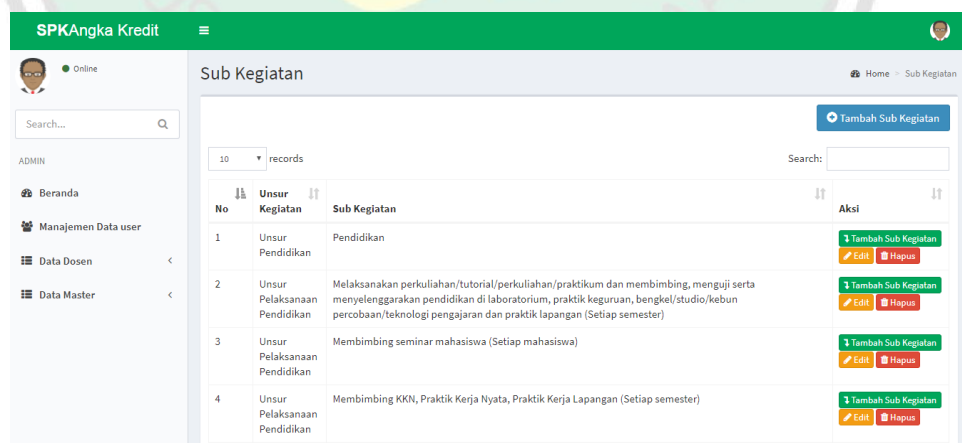 SPKAngka Kredit
Online
Sub Kegiatan
Home > Sub Kegiatan
Search...
Tambah Sub Kegiatan
ADMIN
10 records
Search:
Beranda
Manajemen Data user
Data Dosen
Data Master
No
Unsur
Kegiatan
Sub Kegiatan
Aksi
1
Unsur
Pendidikan
Pendidikan
Tambah Sub Kegiatan
Edit Hapus
2
Unsur
Pelaksanaan
Pendidikan
Melaksanakan perkuliahan/tutorial/perkuliahan/praktikum dan membimbing, menguji serta
menyelenggarakan pendidikan di laboratorium, praktik keguruan, bengkel/studio/kebun
percobaan/teknologi pengajaran dan praktik lapangan (Setiap semester)
Tambah Sub Kegiatan
Edit Hapus
3
Unsur
Pelaksanaan
Pendidikan
Membimbing seminar mahasiswa (Setiap mahasiswa)
Tambah Sub Kegiatan
Edit Hapus
4
Unsur
Pelaksanaan
Pendidikan
Membimbing KKN, Praktik Kerja Nyata, Praktik Kerja Lapangan (Setiap semester)
Tambah Sub Kegiatan
Edit Hapus